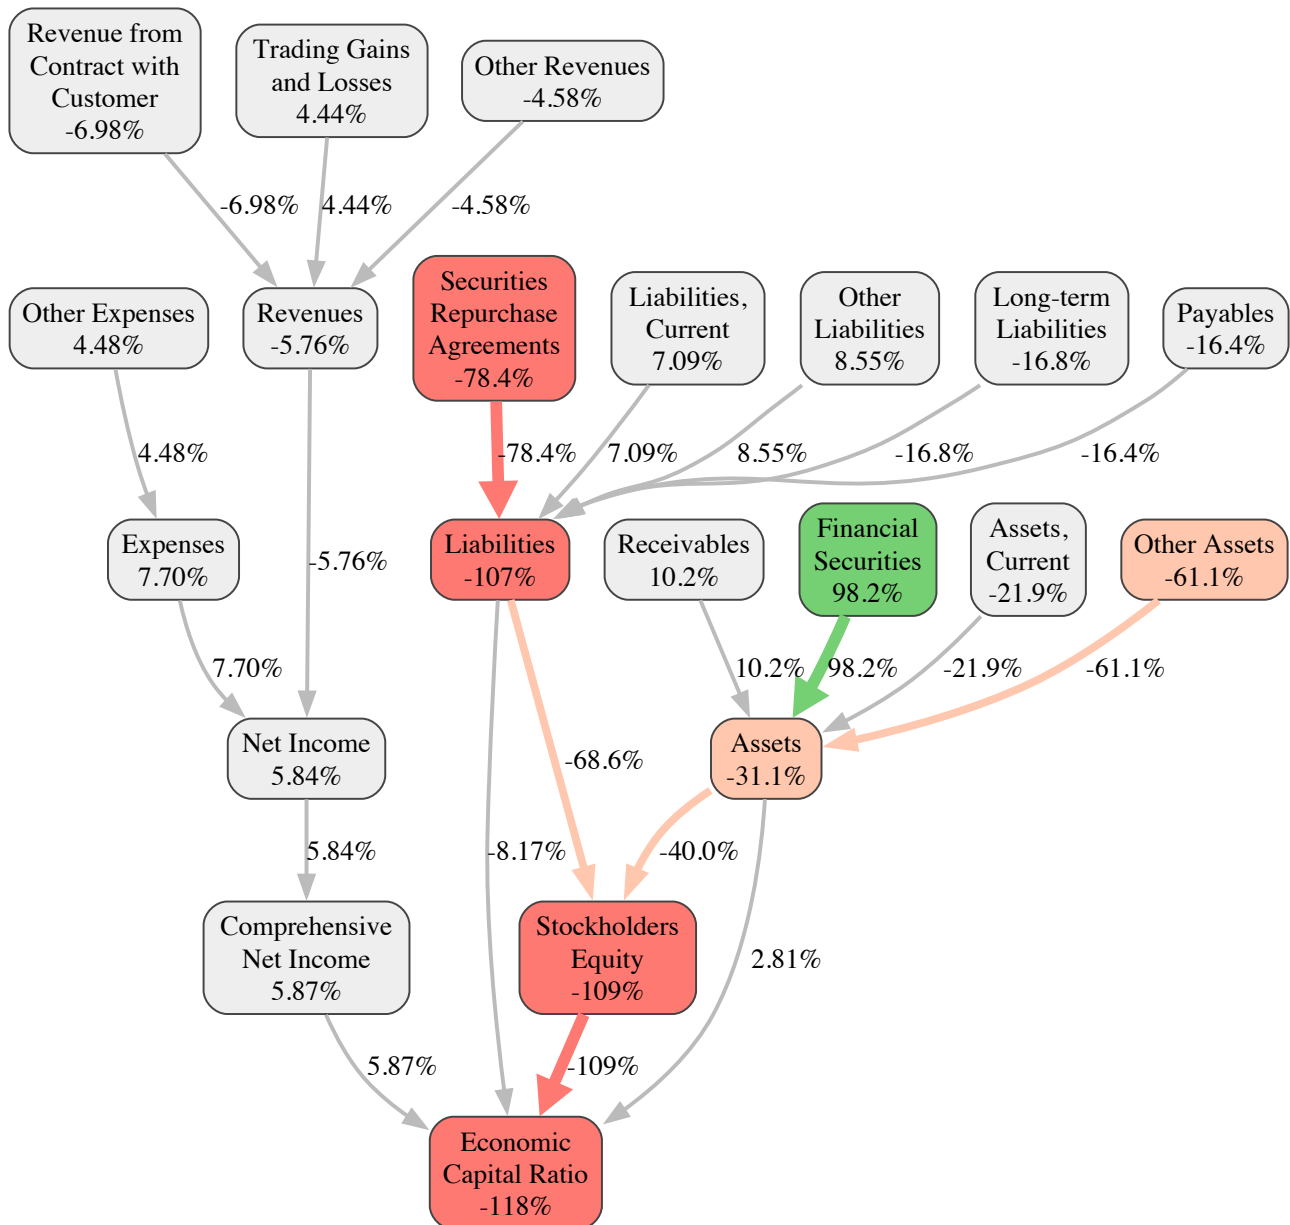 Revenue from
Contract with
Customer
-6.98%
Trading Gains
and Losses
4.44%
Other Revenues
-4.58%
-6.98%
4.44%
-4.58%
Other Expenses
4.48%
Revenues
-5.76%
Securities
Repurchase
Agreements
-78.4%
Liabilities,
Current
7.09%
Other
Liabilities
8.55%
Long-term
Liabilities
-16.8%
Payables
-16.4%
4.48%
-78.4%
7.09%
8.55%
-16.8%
-16.4%
Expenses
7.70%
-5.76%
Liabilities
-107%
Receivables
10.2%
Financial
Securities
98.2%
Assets,
Current
-21.9%
Other Assets
-61.1%
7.70%
10.2%
98.2%
-21.9%
-61.1%
Net Income
5.84%
-68.6%
Assets
-31.1%
5.84%
-8.17%
-40.0%
Comprehensive
Net Income
5.87%
Stockholders
Equity
-109%
2.81%
5.87%
-109%
Economic
Capital Ratio
-118%